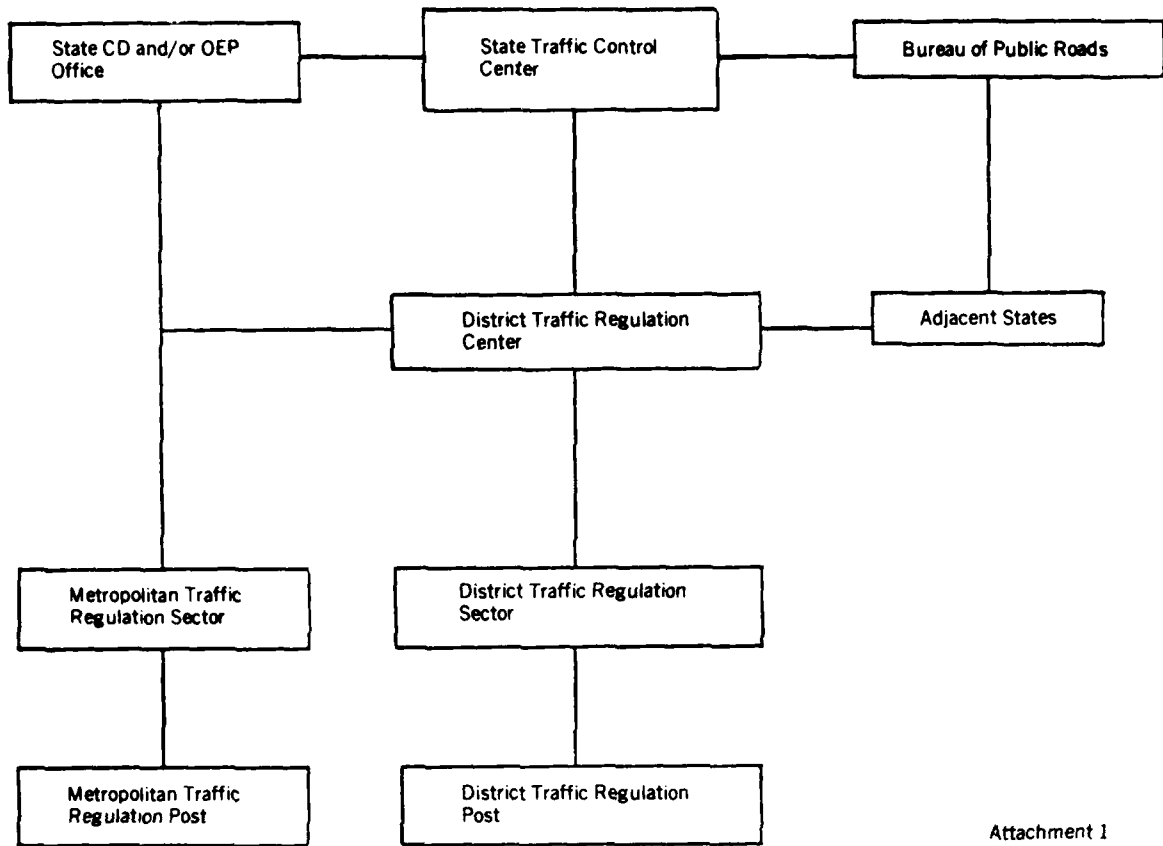 State CD and/or OEP
Office
State Traffic Control
Center
Bureau of Public Roads
District Traffic Regulation
Center
Adjacent States
Metropolitan Traffic
Regulation Sector
District Traffic Regulation
Sector
Metropolitan Traffic
Regulation Post
District Traffic Regulation
Post
Attachment 1